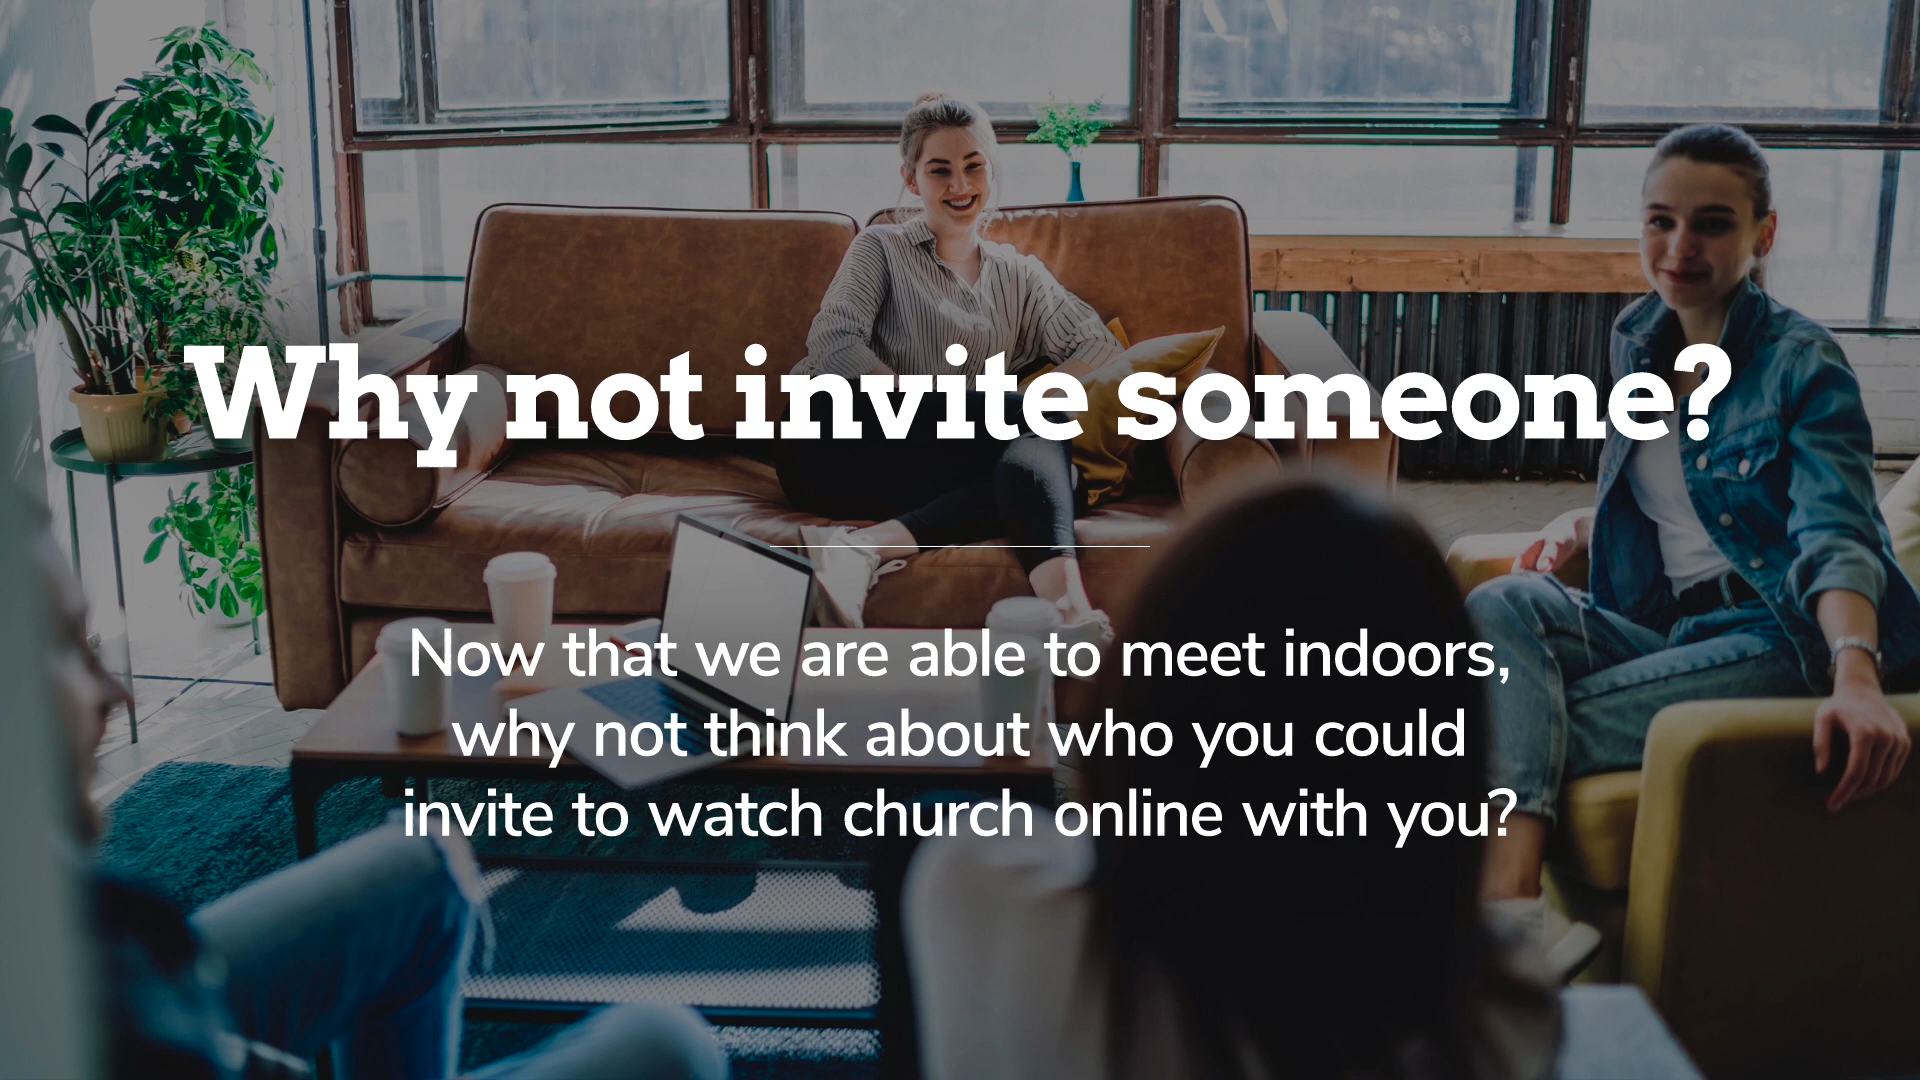 Why not invite someone?
Now that we are able to meet indoors,
why not think about who you could
invite to watch church online with you?